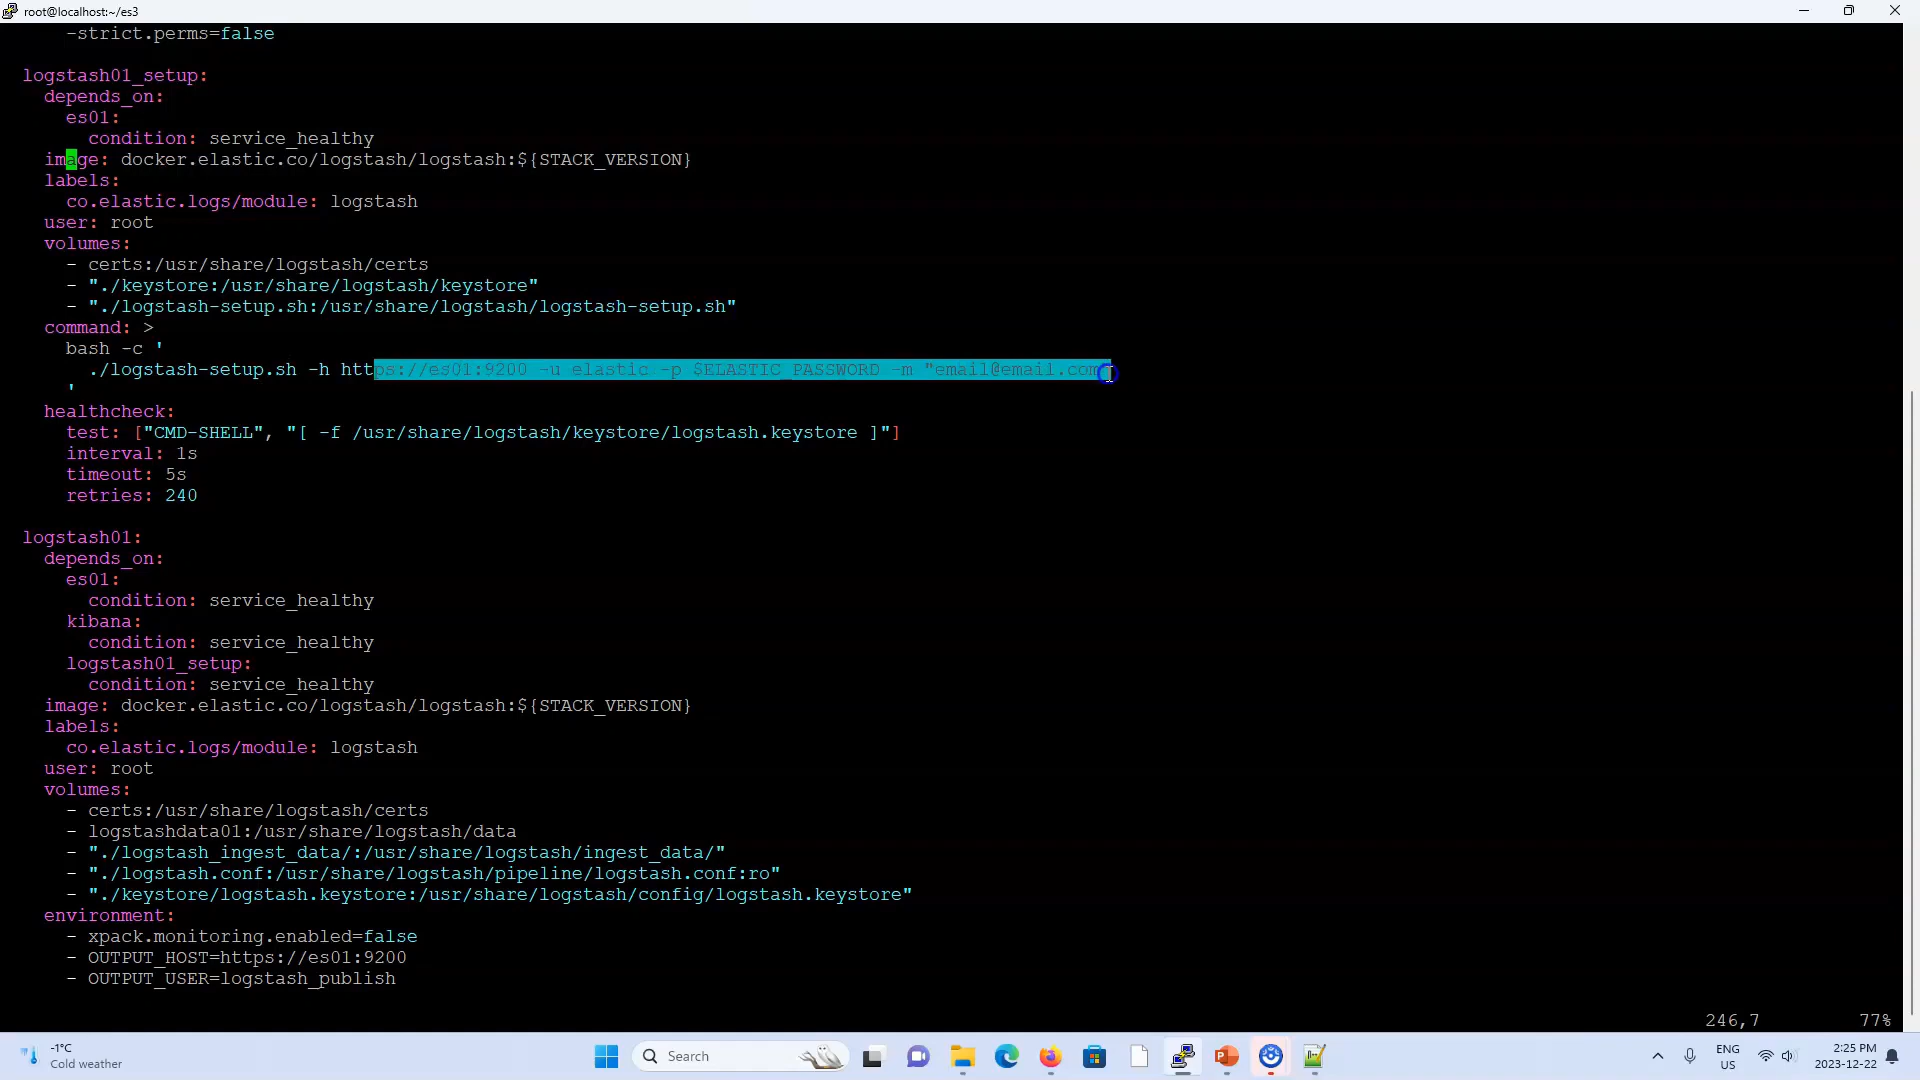 root@localhost:~/es3
-strict.perms=false
logstash01_setup:
depends_on:
es01:
condition: service_healthy
image: docker.elastic.co/logstash/logstash:${STACK_VERSION}
labels:
co.elastic.logs/module: logstash
user: root
volumes:
- certs:/usr/share/logstash/certs
- "./keystore:/usr/share/logstash/keystore"
- "./logstash-setup.sh:/usr/share/logstash/logstash-setup.sh"
command: >
bash -c '
./logstash-setup.sh -h https://es01:9200 -u elastic -p $ELASTIC_PASSWORD -m "email@email.com"
'
healthcheck:
test: ["CMD-SHELL", "[ -f /usr/share/logstash/keystore/logstash.keystore ]"]
interval: 1s
timeout: 5s
retries: 240
logstash01:
depends_on:
es01:
condition: service_healthy
kibana:
condition: service_healthy
logstash01_setup:
condition: service_healthy
image: docker.elastic.co/logstash/logstash:${STACK_VERSION}
labels:
co.elastic.logs/module: logstash
user: root
volumes:
- certs:/usr/share/logstash/certs
- logstashdata01:/usr/share/logstash/data
- "./logstash_ingest_data/:/usr/share/logstash/ingest_data/"
- "./logstash.conf:/usr/share/logstash/pipeline/logstash.conf:ro"
- "./keystore/logstash.keystore:/usr/share/logstash/config/logstash.keystore"
environment:
- xpack.monitoring.enabled=false
- OUTPUT_HOST=https://es01:9200
- OUTPUT_USER=logstash_publish
246,7 77%
-1°C
Cold weather
Search
ENG
US
2:25 PM
2023-12-22